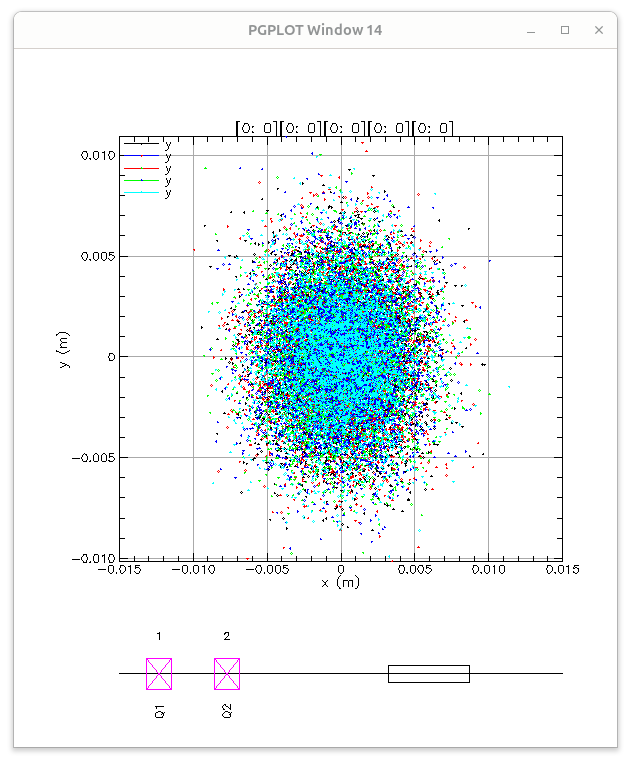 PGPLOT Window 14
[0: 0][0: 0][0: 0][0: 0][0: 0]
y
y
y
y
y
0.010
0.005
0
-0.005
-0.010
y (m)
-0.015 -0.010 -0.005 0 0.005 0.010 0.015
x (m)
1 2
Q1 Q2